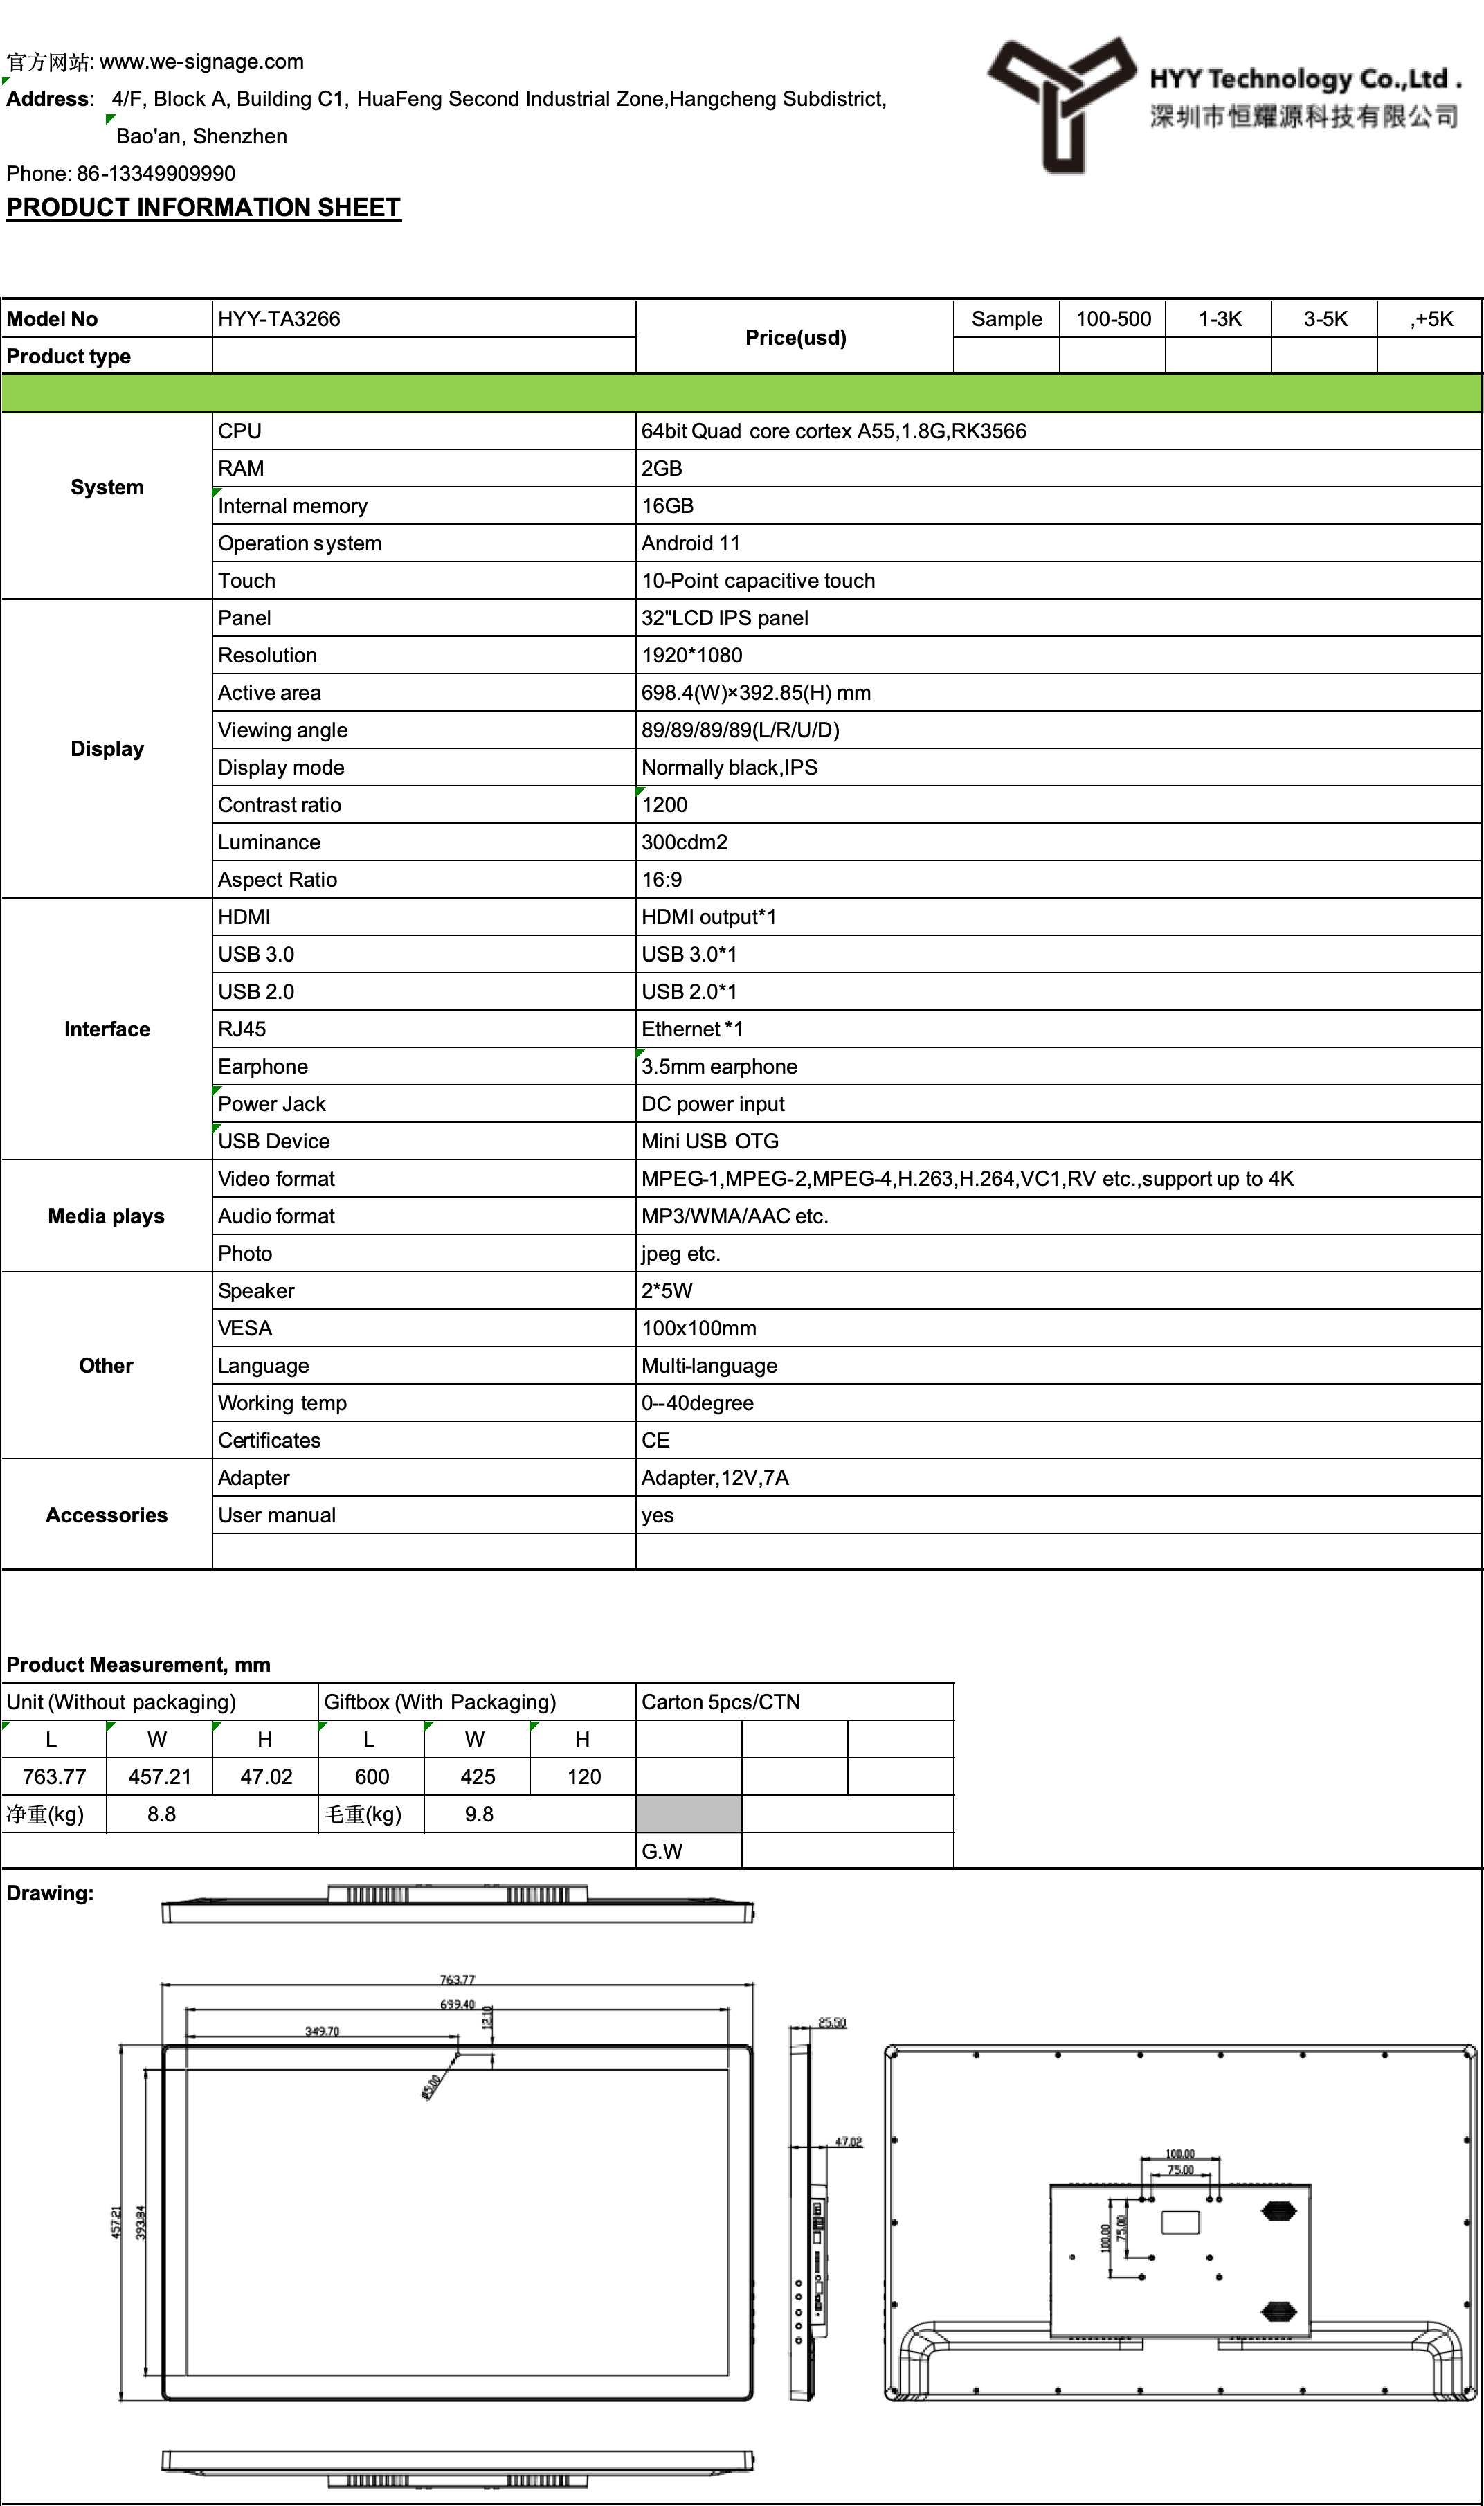 官方网站: www.we-signage.com
HYY Technology Co.,Ltd .
深圳市恒耀源科技有限公司
Address: 4/F, Block A, Building C1, HuaFeng Second Industrial Zone,Hangcheng Subdistrict,
Bao'an, Shenzhen
Phone: 86-13349909990
PRODUCT INFORMATION SHEET
Model No HYY-TA3266 Price(usd) Sample 100-500 1-3K 3-5K ,+5K
Product type
System
CPU 64bit Quad core cortex A55,1.8G,RK3566
RAM 2GB
Internal memory 16GB
Operation system Android 11
Touch 10-Point capacitive touch
Display
Panel 32"LCD IPS panel
Resolution 1920*1080
Active area 698.4(W)×392.85(H) mm
Viewing angle 89/89/89/89(L/R/U/D)
Display mode Normally black,IPS
Contrast ratio 1200
Luminance 300cdm2
Aspect Ratio 16:9
Interface
HDMI HDMI output*1
USB 3.0 USB 3.0*1
USB 2.0 USB 2.0*1
RJ45 Ethernet *1
Earphone 3.5mm earphone
Power Jack DC power input
USB Device Mini USB OTG
Media plays
Video format MPEG-1,MPEG-2,MPEG-4,H.263,H.264,VC1,RV etc.,support up to 4K
Audio format MP3/WMA/AAC etc.
Photo jpeg etc.
Other
Speaker 2*5W
VESA 100x100mm
Language Multi-language
Working temp 0--40degree
Certificates CE
Accessories
Adapter Adapter,12V,7A
User manual yes
Product Measurement, mm
Unit (Without packaging) Giftbox (With Packaging) Carton 5pcs/CTN
L W H L W H
763.77 457.21 47.02 600 425 120
净重(kg) 8.8 毛重(kg) 9.8
G.W
Drawing:
763.77
699.40
12.10
349.70
ø5.00
457.21
393.84
25.50
47.02
100.00
75.00
100.00
75.00